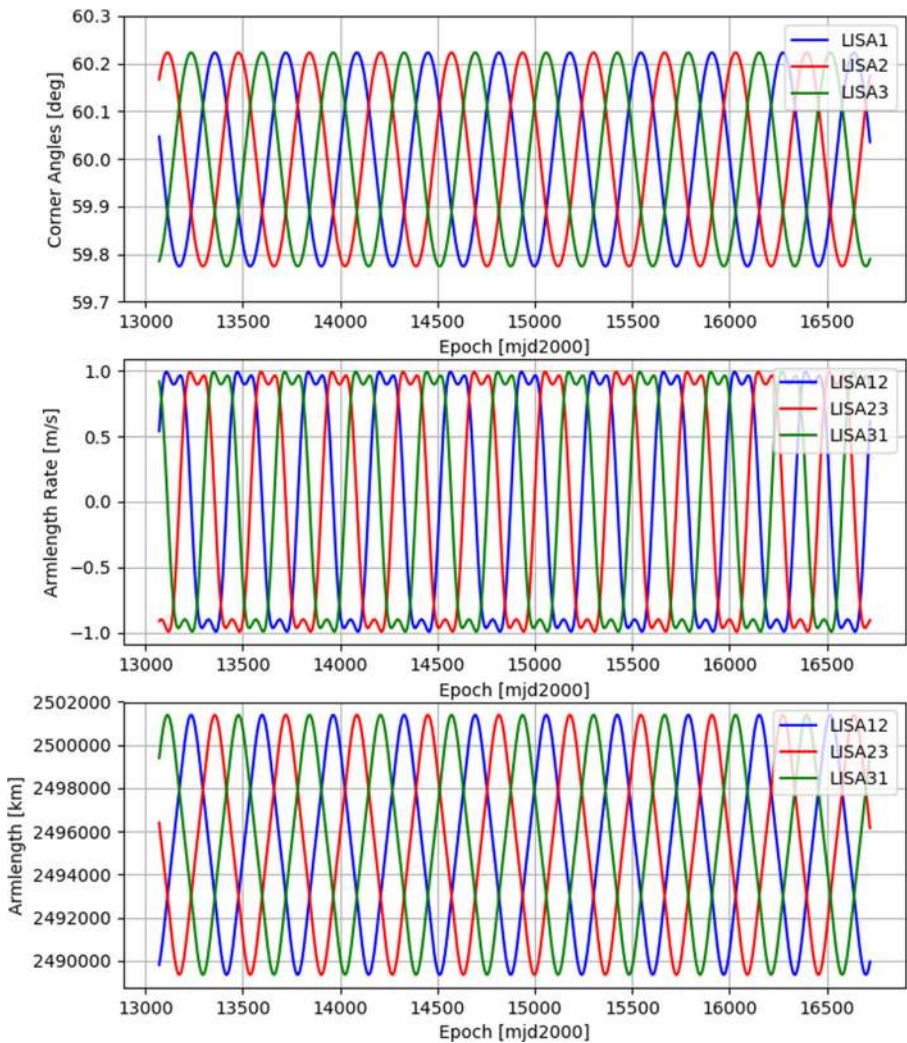 60.3
60.2
60.1
60.0
59.9
59.8
59.7
Corner Angles [deg]
LISA1
LISA2
LISA3
13000 13500 14000 14500 15000 15500 16000 16500
Epoch [mjd2000]
1.0
0.5
0.0
−0.5
−1.0
Armlength Rate [m/s]
LISA12
LISA23
LISA31
13000 13500 14000 14500 15000 15500 16000 16500
Epoch [mjd2000]
2502000
2500000
2498000
2496000
2494000
2492000
2490000
Armlength [km]
LISA12
LISA23
LISA31
13000 13500 14000 14500 15000 15500 16000 16500
Epoch [mjd2000]